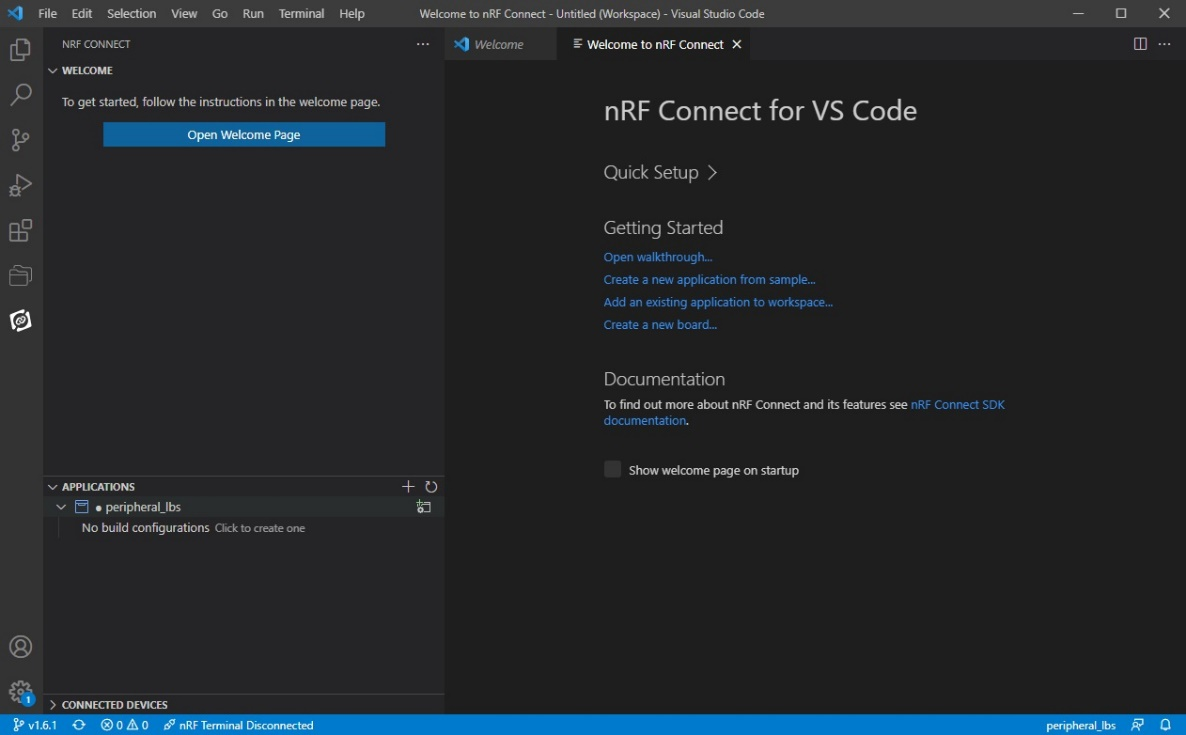 File Edit Selection View Go Run Terminal Help Welcome to nRF Connect - Untitled (Workspace) - Visual Studio Code
NRF CONNECT
WELCOME
To get started, follow the instructions in the welcome page.
Open Welcome Page
Welcome
Welcome to nRF Connect
nRF Connect for VS Code
Quick Setup
Getting Started
Open walkthrough...
Create a new application from sample...
Add an existing application to workspace...
Create a new board...
Documentation
To find out more about nRF Connect and its features see nRF Connect SDK
documentation.
Show welcome page on startup
APPLICATIONS
peripheral_lbs
No build configurations Click to create one
CONNECTED DEVICES
1
v1.6.1 0 0 nRF Terminal Disconnected peripheral_lbs